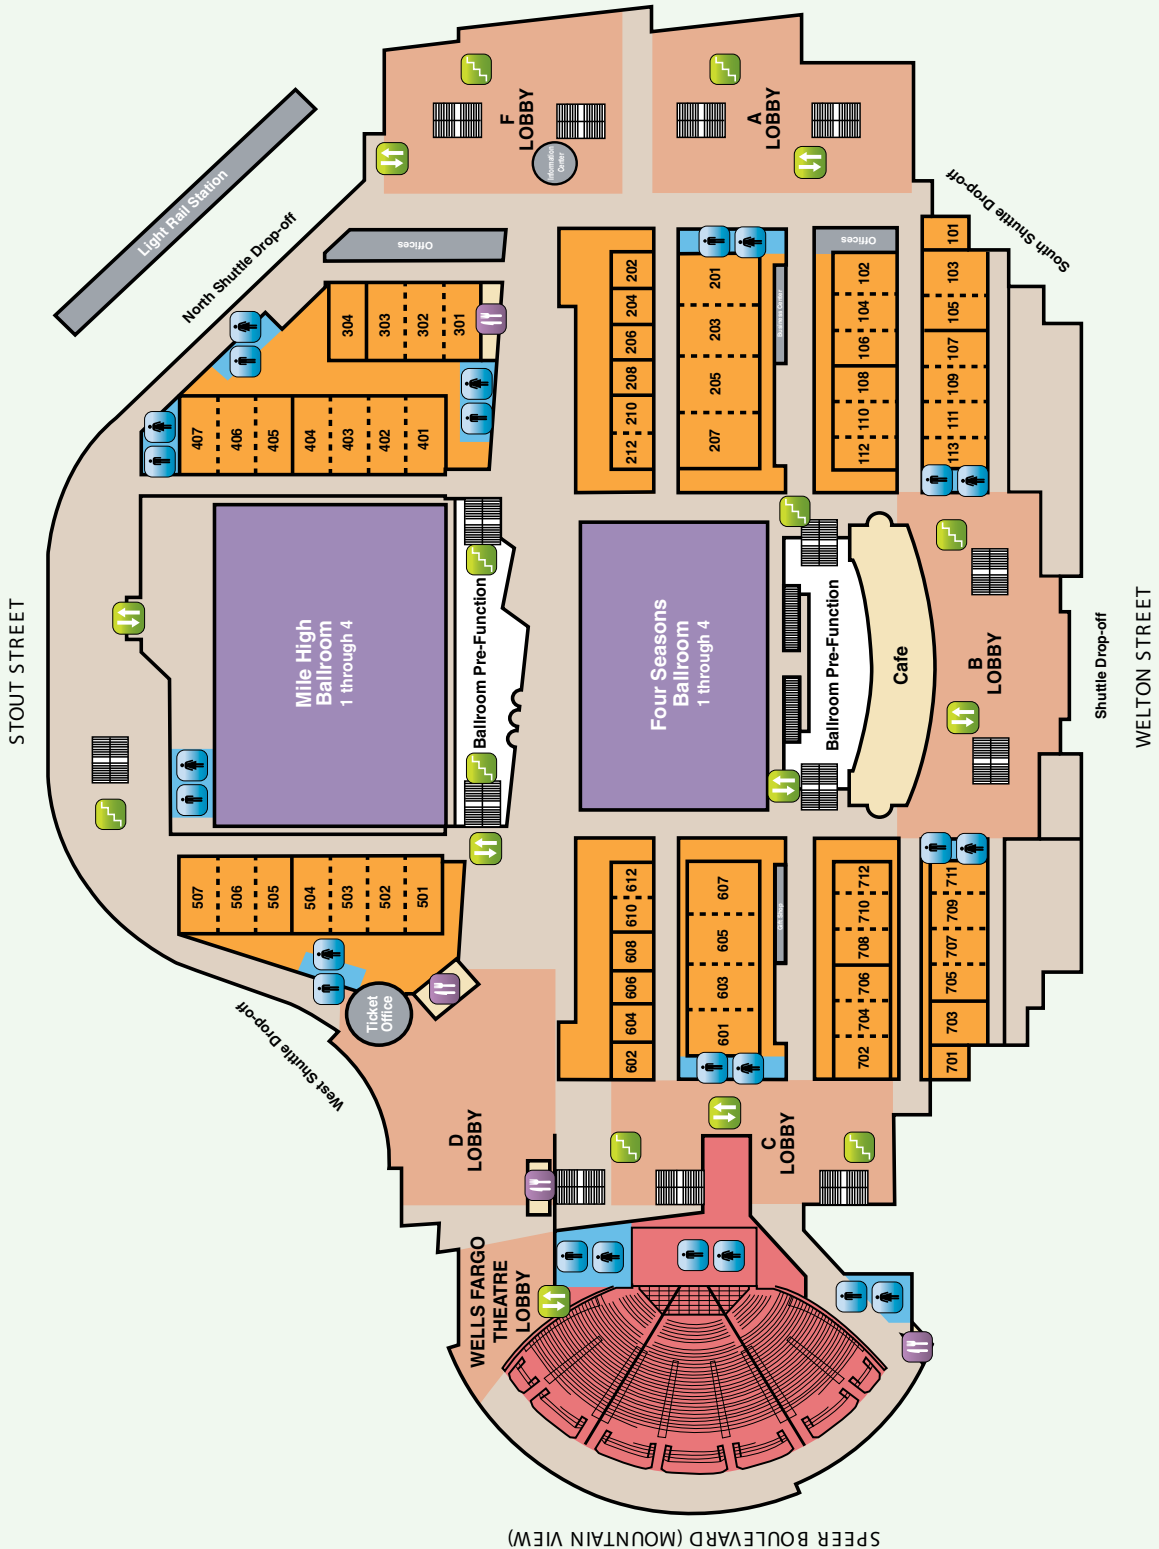 STOUT STREET
WELTON STREET
SPEER BOULEVARD (MOUNTAIN VIEW)
Light Rail Station
North Shuttle Drop-off
South Shuttle Drop-off
West Shuttle Drop-off
Shuttle Drop-off
F
LOBBY
Information
Center
A
LOBBY
Offices
Offices
304
303
302
301
407
406
405
404
403
402
401
202
204
206
208
210
212
201
203
205
207
Business Center
102
104
106
108
110
112
101
103
105
107
109
111
113
Mile High
Ballroom
1 through 4
Ballroom Pre-Function
Four Seasons
Ballroom
1 through 4
Ballroom Pre-Function
Cafe
B
LOBBY
507
506
505
504
503
502
501
Ticket
Office
612
610
608
606
604
602
607
605
603
601
Gift Shop
712
710
708
706
704
702
711
709
707
705
703
701
D
LOBBY
C
LOBBY
WELLS FARGO
THEATRE
LOBBY